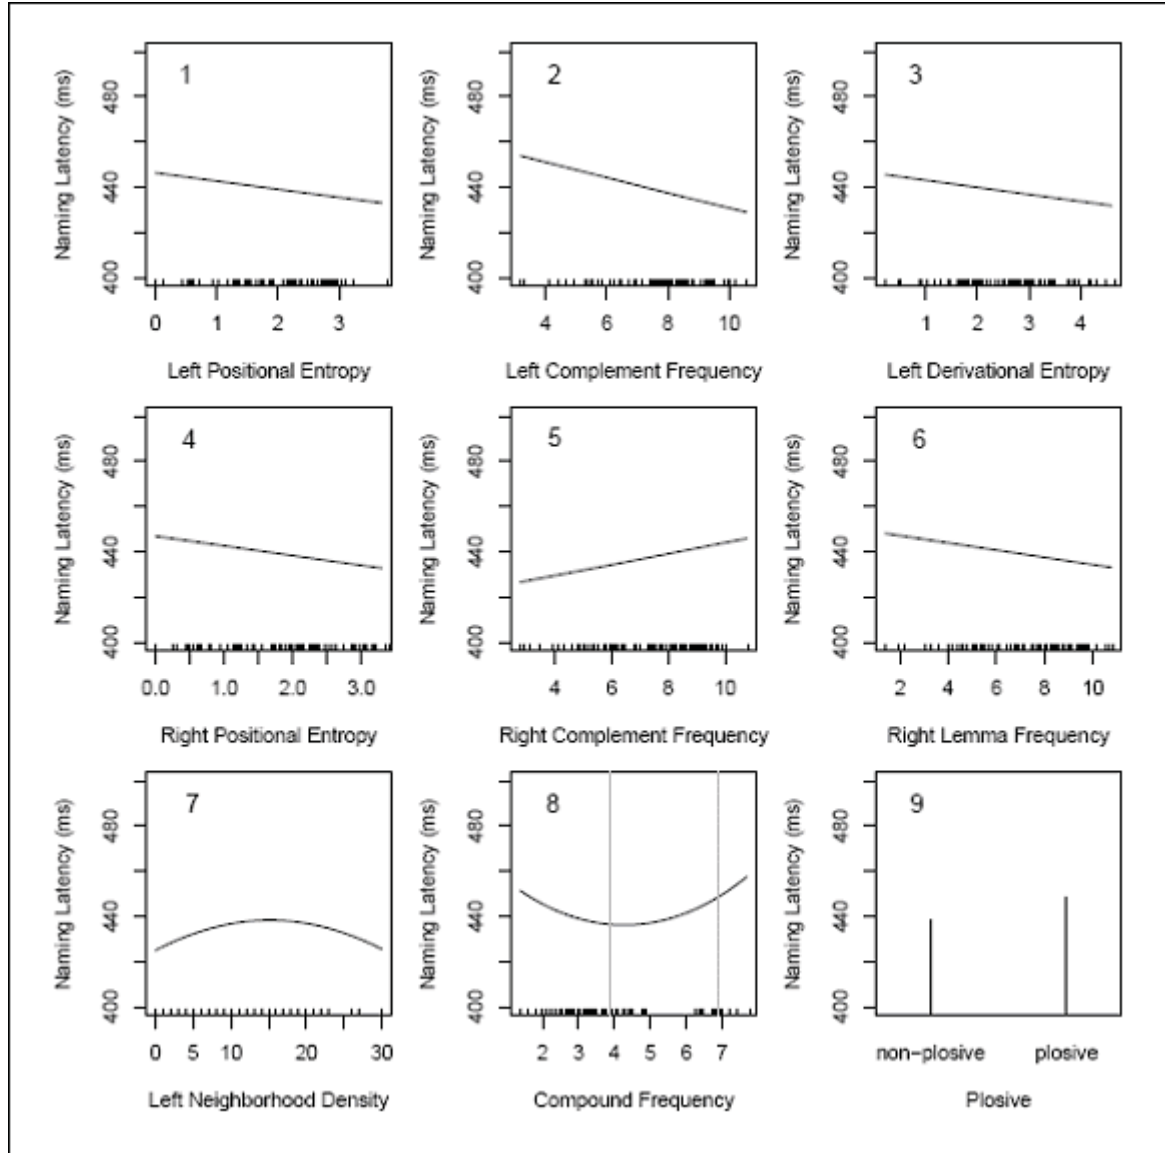 1
Naming Latency (ms)
400 440 480
0 1 2 3
Left Positional Entropy
2
Naming Latency (ms)
400 440 480
4 6 8 10
Left Complement Frequency
3
Naming Latency (ms)
400 440 480
1 2 3 4
Left Derivational Entropy
4
Naming Latency (ms)
400 440 480
0.0 1.0 2.0 3.0
Right Positional Entropy
5
Naming Latency (ms)
400 440 480
4 6 8 10
Right Complement Frequency
6
Naming Latency (ms)
400 440 480
2 4 6 8 10
Right Lemma Frequency
7
Naming Latency (ms)
400 440 480
0 5 10 20 30
Left Neighborhood Density
8
Naming Latency (ms)
400 440 480
2 3 4 5 6 7
Compound Frequency
9
Naming Latency (ms)
400 440 480
non-plosive plosive
Plosive